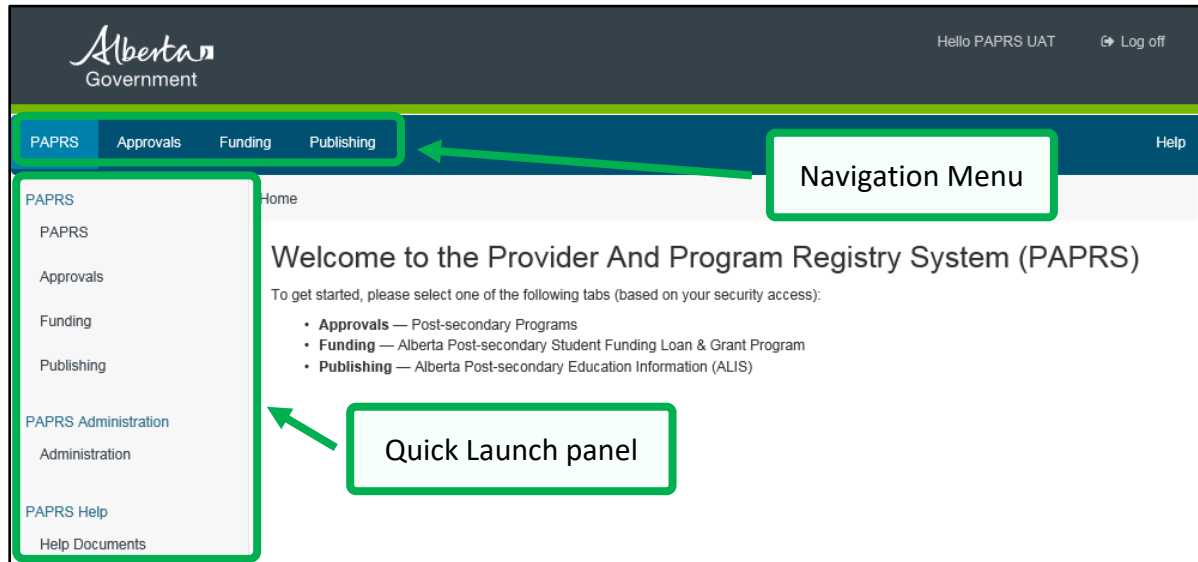 Alberta
Government
Hello PAPRS UAT Log off
PAPRS Approvals Funding Publishing Help
Navigation Menu
PAPRS
Home
PAPRS
Approvals
Funding
Publishing
PAPRS Administration
Administration
PAPRS Help
Help Documents
Welcome to the Provider And Program Registry System (PAPRS)
To get started, please select one of the following tabs (based on your security access):
• Approvals — Post-secondary Programs
• Funding — Alberta Post-secondary Student Funding Loan & Grant Program
• Publishing — Alberta Post-secondary Education Information (ALIS)
Quick Launch panel